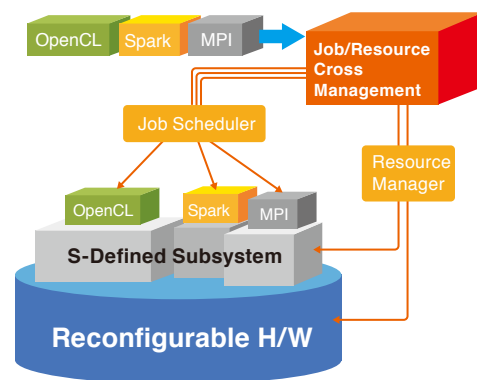 OpenCL Spark MPI
Job/Resource
Cross
Management
Job Scheduler
Resource
Manager
OpenCL Spark MPI
S-Defined Subsystem
Reconfigurable H/W